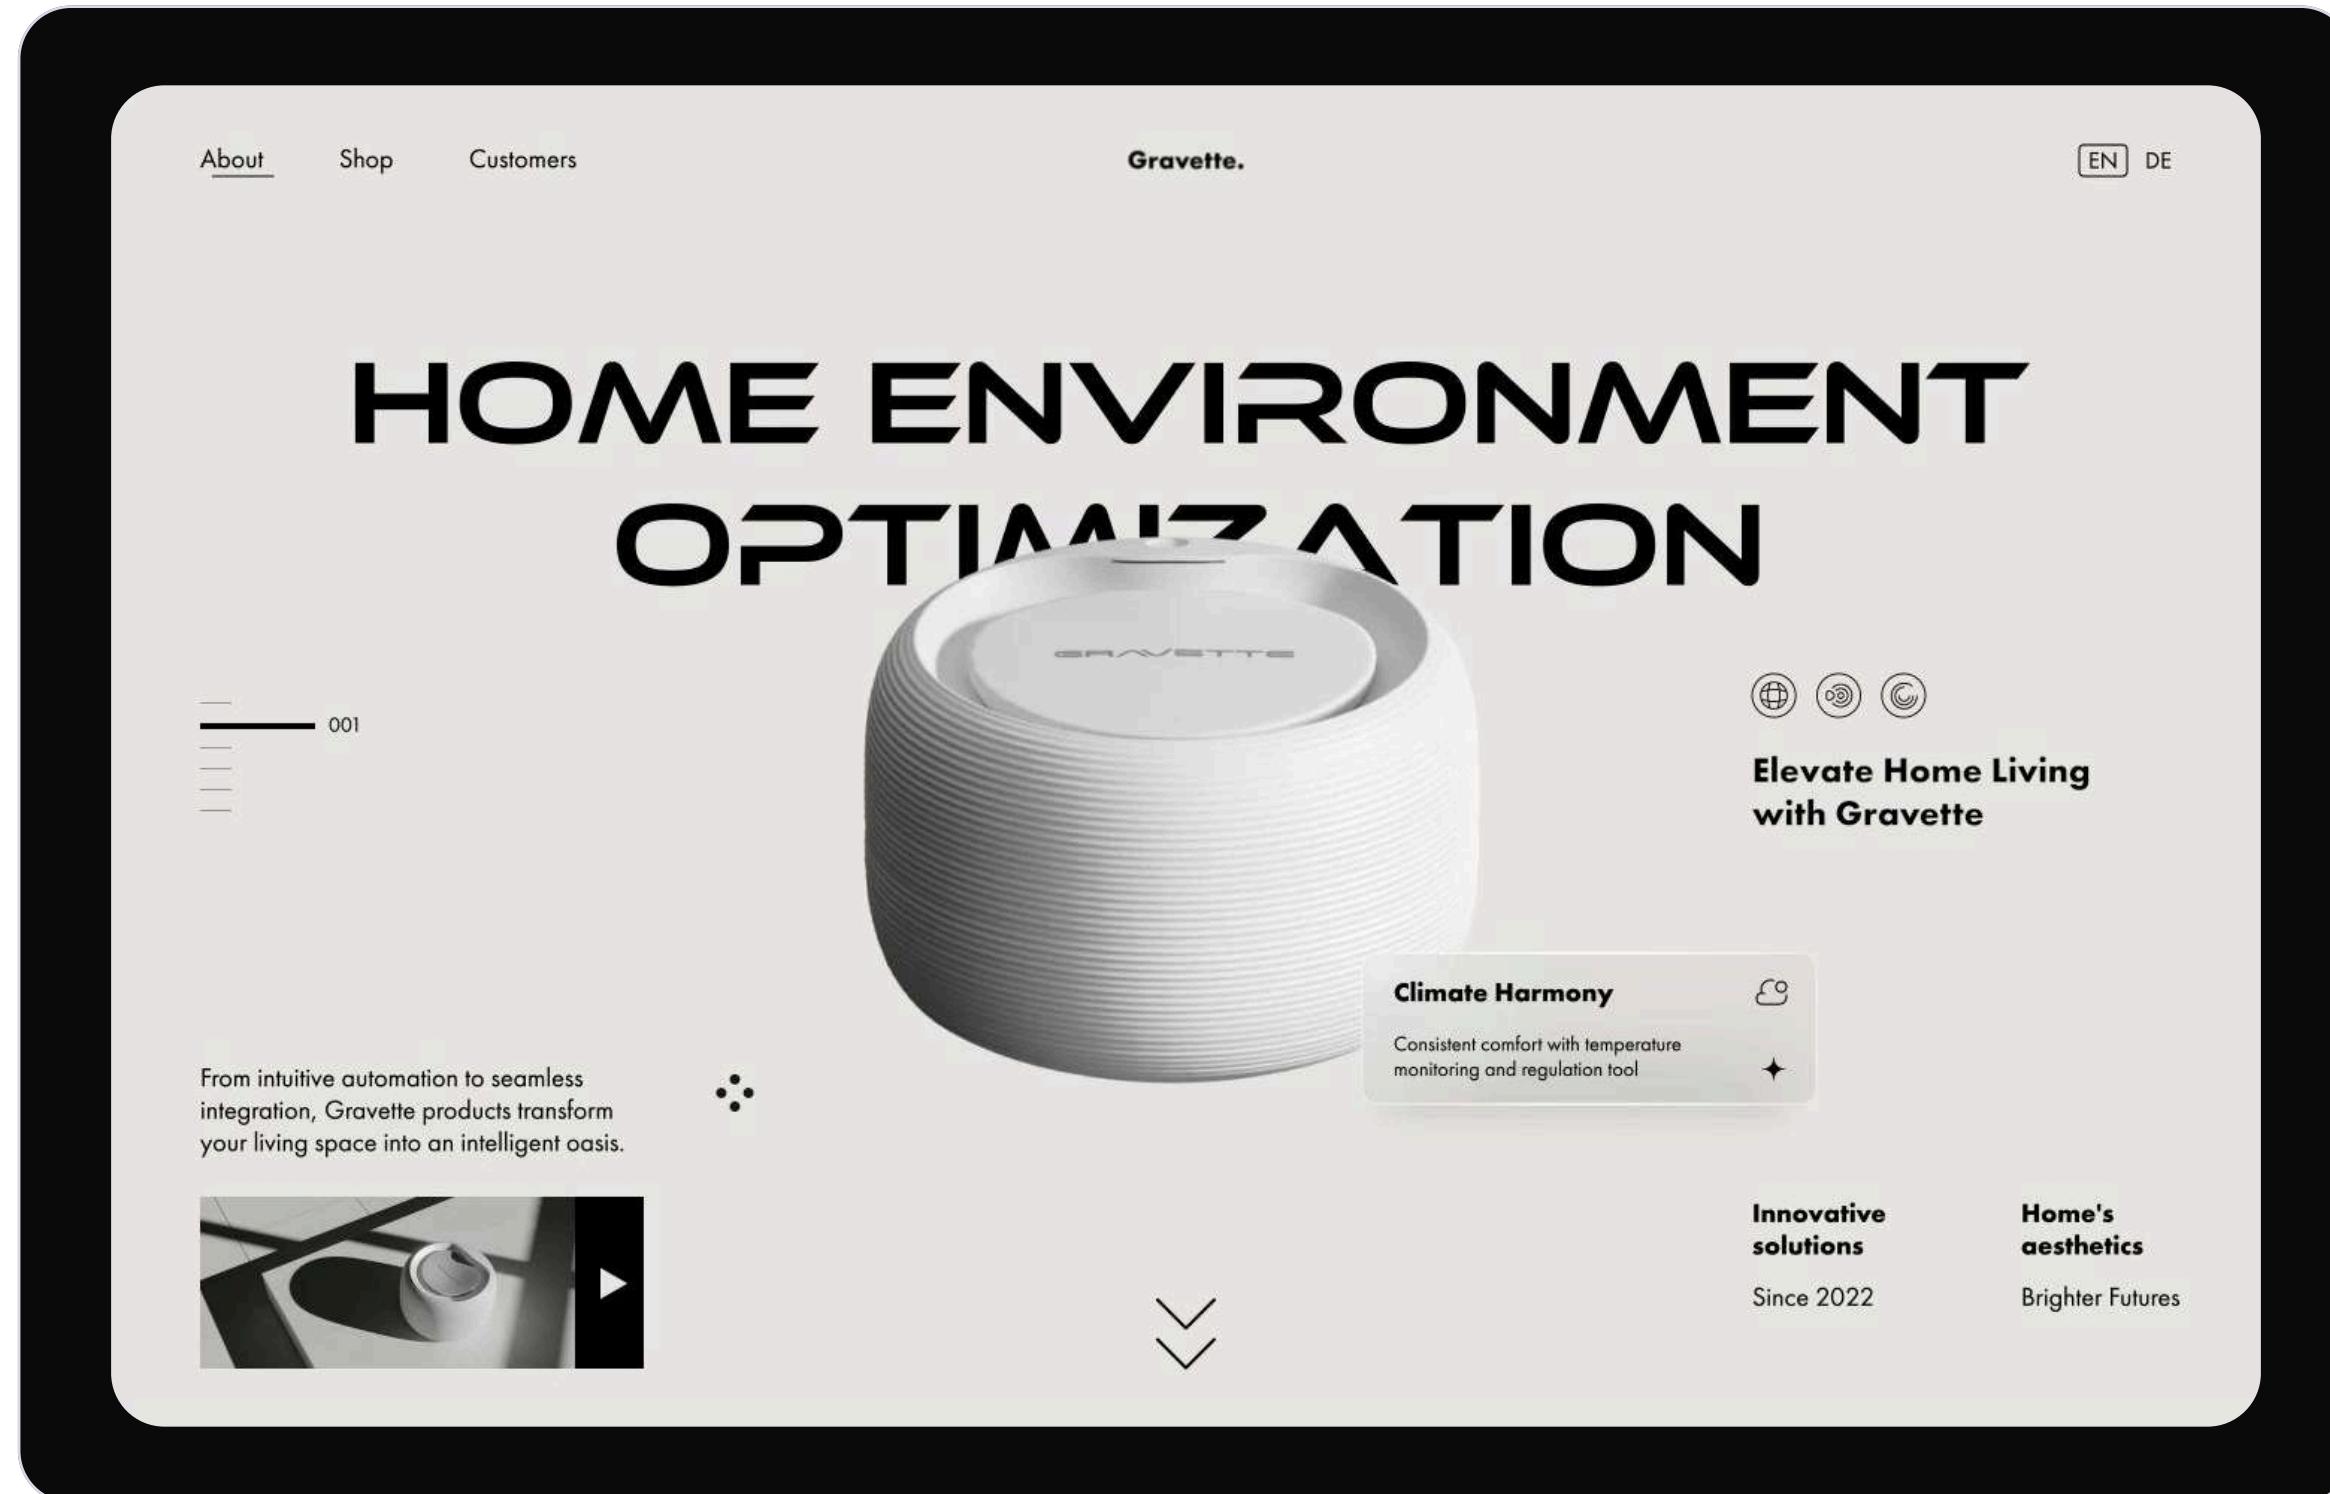 About Shop Customers Gravette. EN DE
HOME ENVIRONMENT
OPTIMIZATION
GRAVETTE
001
Elevate Home Living
with Gravette
Climate Harmony
Consistent comfort with temperature
monitoring and regulation tool
From intuitive automation to seamless
integration, Gravette products transform
your living space into an intelligent oasis.
Innovative
solutions
Since 2022
Home's
aesthetics
Brighter Futures